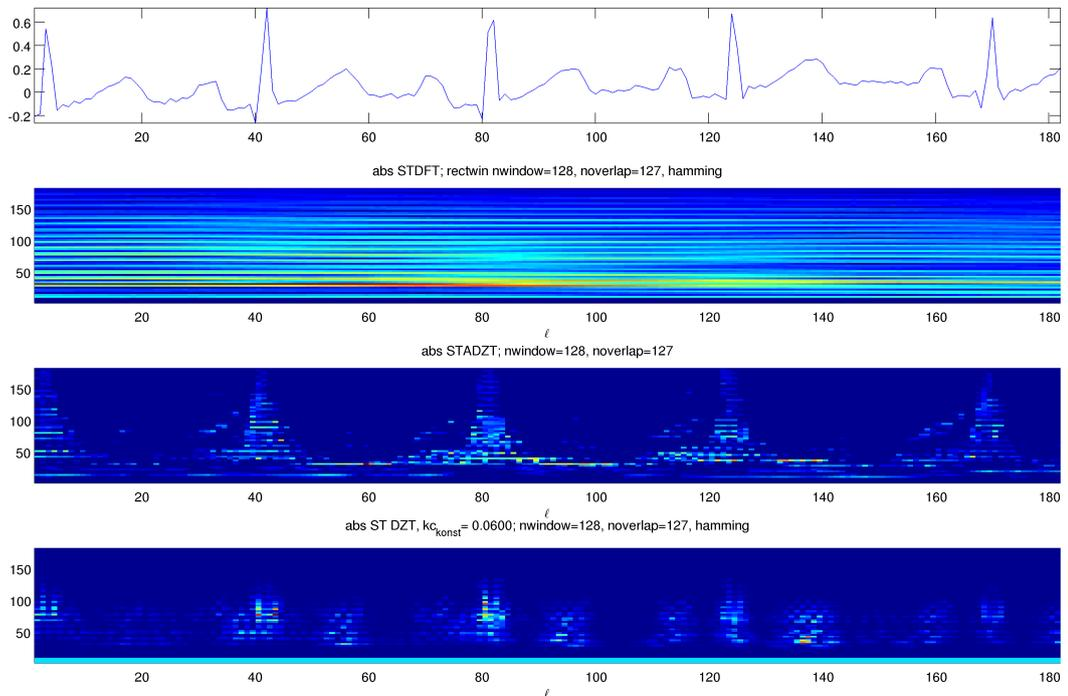 0.6
0.4
0.2
0
-0.2
20 40 60 80 100 120 140 160 180
abs STDFT; rectwin nwindow=128, noverlap=127, hamming
150
100
50
20 40 60 80 100 120 140 160 180
ℓ
abs STADZT; nwindow=128, noverlap=127
150
100
50
20 40 60 80 100 120 140 160 180
ℓ
abs ST DZT, kc_konst= 0.0600; nwindow=128, noverlap=127, hamming
150
100
50
20 40 60 80 100 120 140 160 180
ℓ